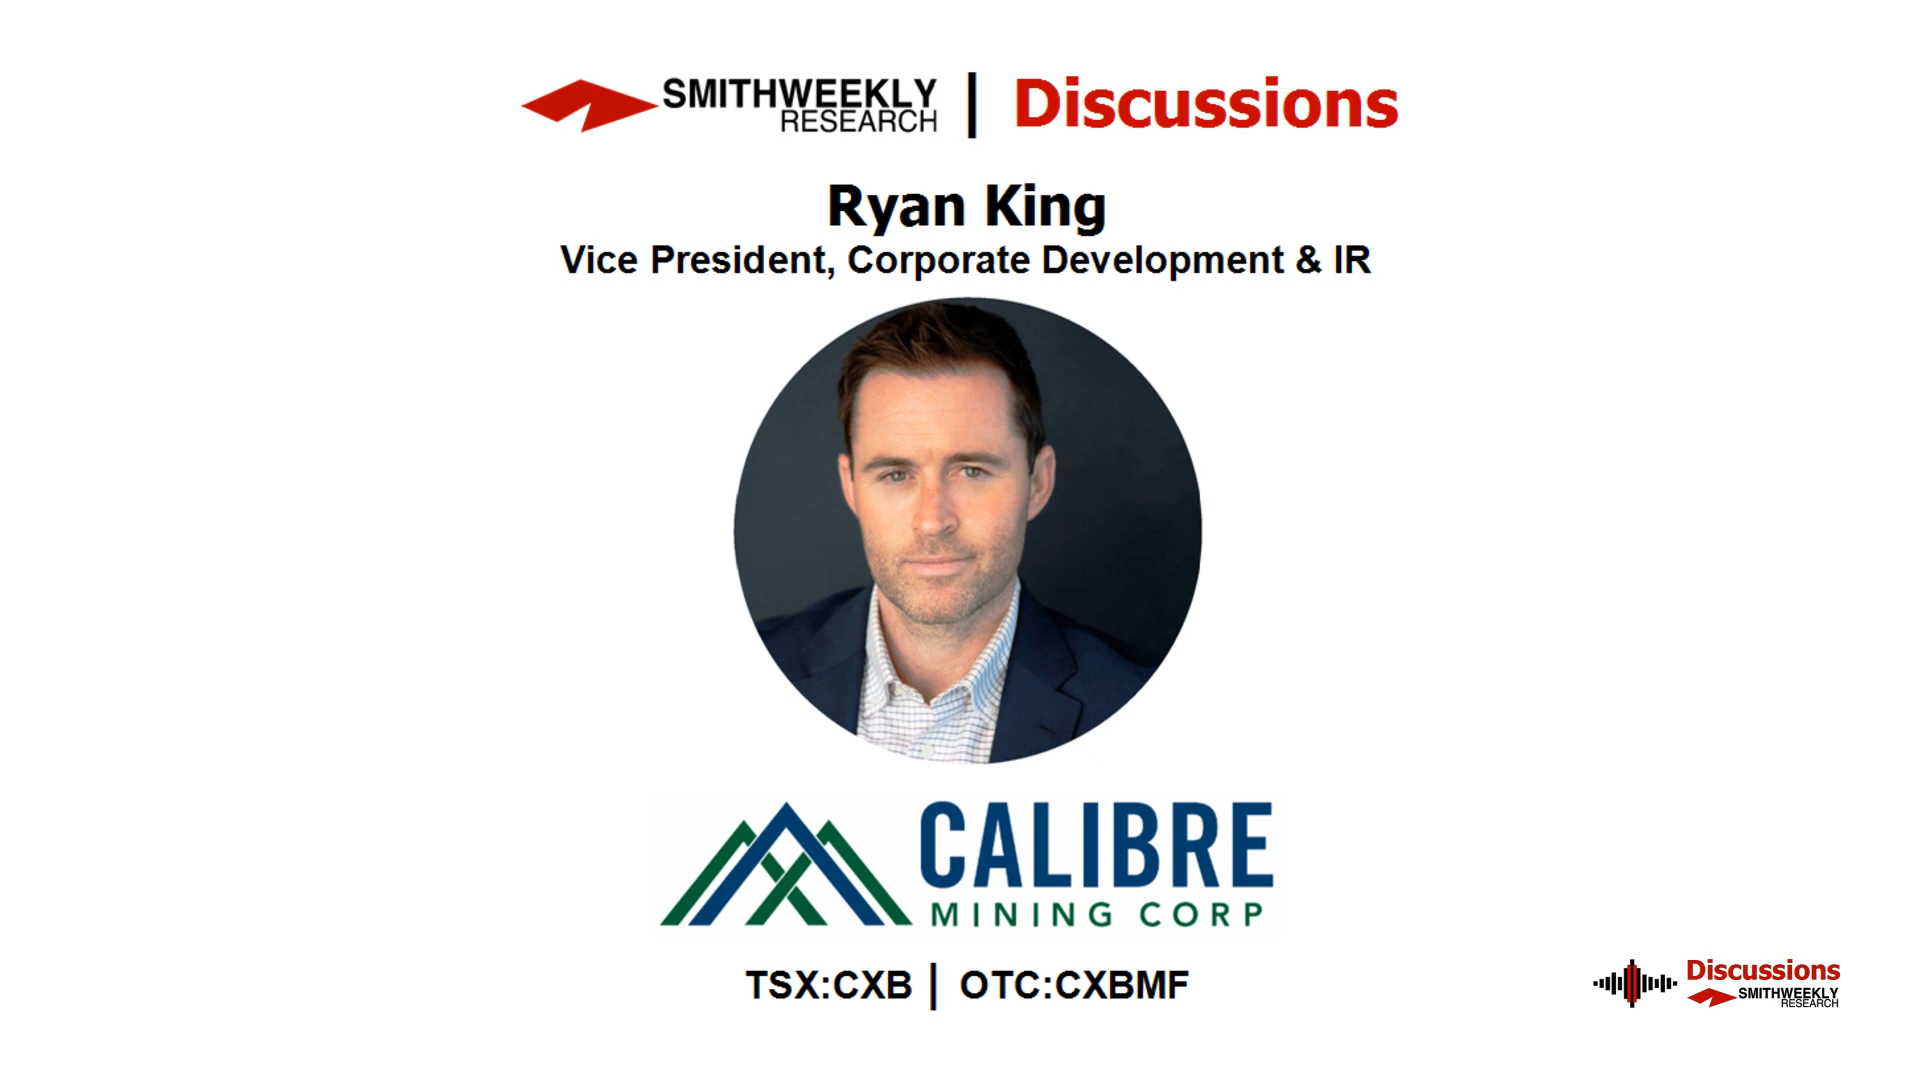 SMITHWEEKLY RESEARCH | Discussions
Ryan King
Vice President, Corporate Development & IR
CALIBRE
MINING CORP
TSX:CXB | OTC:CXBMF
Discussions
SMITHWEEKLY
RESEARCH